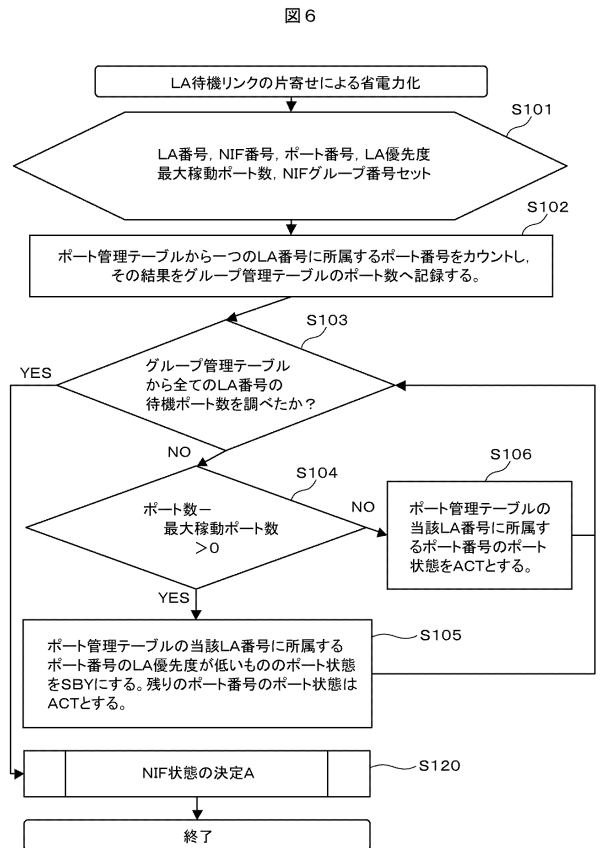 図6
LA待機リンクの片寄せによる省電力化
S101
LA番号, NIF番号, ポート番号, LA優先度
最大稼動ポート数, NIFグループ番号セット
S102
ポート管理テーブルから一つのLA番号に所属するポート番号をカウントし,
その結果をグループ管理テーブルのポート数へ記録する。
S103
YES
グループ管理テーブル
から全てのLA番号の
待機ポート数を調べたか？
NO
S104
S106
ポート数－
最大稼動ポート数
＞0
NO
ポート管理テーブルの
当該LA番号に所属す
るポート番号のポート
状態をACTとする。
YES
S105
ポート管理テーブルの当該LA番号に所属する
ポート番号のLA優先度が低いもののポート状態
をSBYにする。残りのポート番号のポート状態は
ACTとする。
NIF状態の決定A
S120
終了